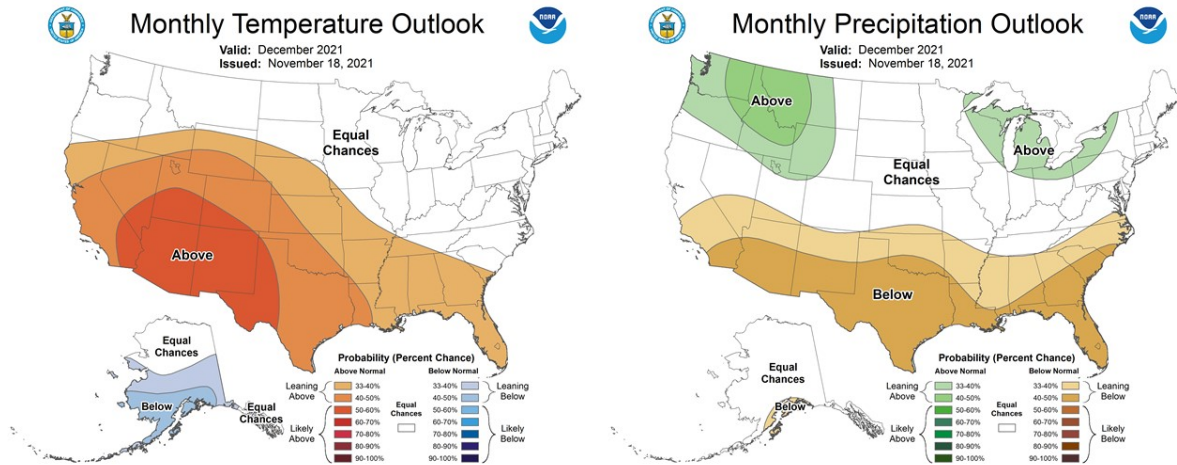 Monthly Temperature Outlook
Valid: December 2021
Issued: November 18, 2021
NOAA
Equal
Chances
Above
Equal
Chances
Below
Equal
Chances
Probability (Percent Chance)
Above Normal
Below Normal
Leaning
Above
33-40%
40-50%
Likely
Above
50-60%
60-70%
70-80%
80-90%
90-100%
Equal
Chances
33-40%
40-50%
Leaning
Below
50-60%
60-70%
70-80%
80-90%
90-100%
Likely
Below
Monthly Precipitation Outlook
Valid: December 2021
Issued: November 18, 2021
NOAA
Above
Above
Equal
Chances
Below
Equal
Chances
Below
Probability (Percent Chance)
Above Normal
Below Normal
Leaning
Above
33-40%
40-50%
Likely
Above
50-60%
60-70%
70-80%
80-90%
90-100%
Equal
Chances
33-40%
40-50%
Leaning
Below
50-60%
60-70%
70-80%
80-90%
90-100%
Likely
Below